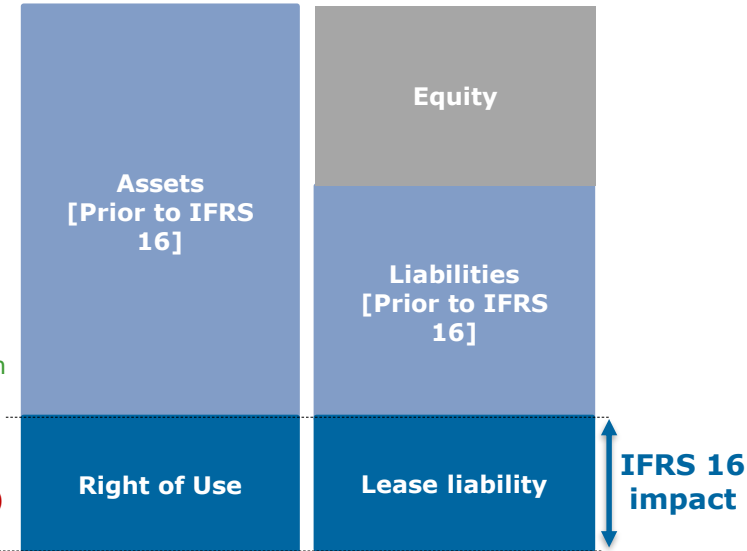 Equity
Assets
[Prior to IFRS
16]
Liabilities
[Prior to IFRS
16]
Right of Use
Lease liability
IFRS 16
impact